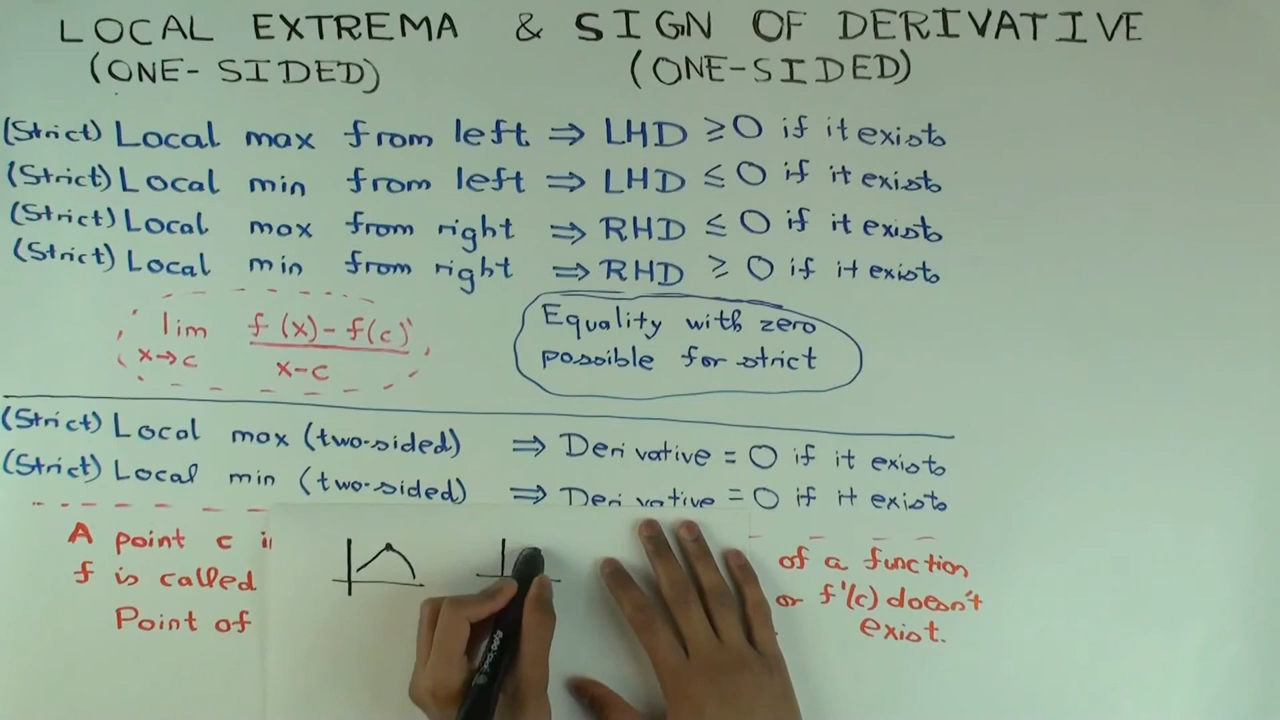 LOCAL EXTREMA & SIGN OF DERIVATIVE
(ONE-SIDED) (ONE-SIDED)
(Strict) Local max from left ⇒ LHD ≥ 0 if it exists
(Strict) Local min from left ⇒ LHD ≤ 0 if it exists
(Strict) Local max from right ⇒ RHD ≤ 0 if it exists
(Strict) Local min from right ⇒ RHD ≥ 0 if it exists
lim x→c f(x)-f(c) / x-c
Equality with zero
possible for strict
(Strict) Local max (two-sided) ⇒ Derivative = 0 if it exists
(Strict) Local min (two-sided) ⇒ Derivative = 0 if it exists
A point c of a function
f is called or f'(c) doesn't
Point of exist.